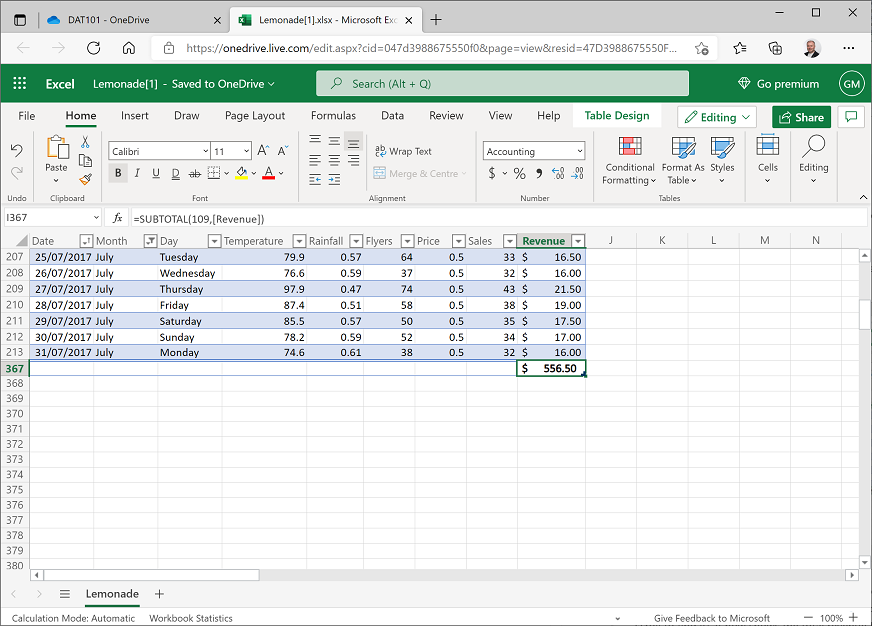 DAT101 - OneDrive
Lemonade[1].xlsx - Microsoft Exc
https://onedrive.live.com/edit.aspx?cid=047d3988675550f0&page=view&resid=47D3988675550F...
Excel Lemonade[1] - Saved to OneDrive Search (Alt + Q) Go premium GM
File Home Insert Draw Page Layout Formulas Data Review View Help Table Design Editing Share
Paste Calibri 11 Wrap Text Accounting
B I U D ab A Merge & Centre $ % Conditional Formatting Format As Table Styles Cells Editing
Undo Clipboard Font Alignment Number Tables
I367 fx =SUBTOTAL(109,[Revenue])
Date Month Day Temperature Rainfall Flyers Price Sales Revenue J K L M N
207 25/07/2017 July Tuesday 79.9 0.57 64 0.5 33 $ 16.50
208 26/07/2017 July Wednesday 76.6 0.59 37 0.5 32 $ 16.00
209 27/07/2017 July Thursday 97.9 0.47 74 0.5 43 $ 21.50
210 28/07/2017 July Friday 87.4 0.51 58 0.5 38 $ 19.00
211 29/07/2017 July Saturday 85.5 0.57 50 0.5 35 $ 17.50
212 30/07/2017 July Sunday 78.2 0.59 52 0.5 34 $ 17.00
213 31/07/2017 July Monday 74.6 0.61 38 0.5 32 $ 16.00
367 $ 556.50
368
369
370
371
372
373
374
375
376
377
378
379
380
Lemonade
Calculation Mode: Automatic Workbook Statistics Give Feedback to Microsoft 100%